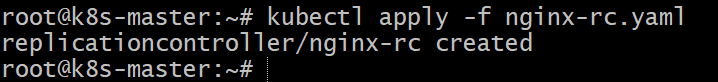 root@k8s-master:~# kubectl apply -f nginx-rc.yaml
replicationcontroller/nginx-rc created
root@k8s-master:~#